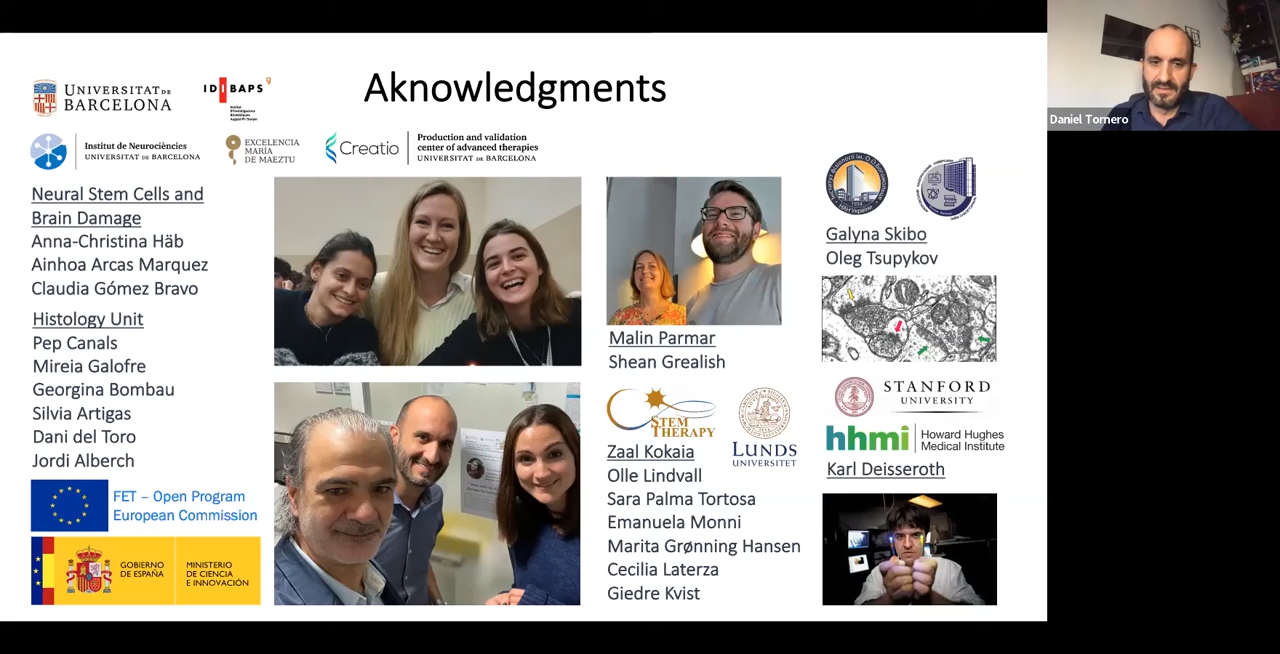 Aknowledgments
UNIVERSITAT DE
BARCELONA
IDIBAPS
Institut de Neurociències
UNIVERSITAT DE BARCELONA
EXCELENCIA
MARÍA
DE MAEZTU
Creatio
Production and validation
center of advanced therapies
UNIVERSITAT DE BARCELONA
Neural Stem Cells and
Brain Damage
Anna-Christina Häb
Ainhoa Arcas Marquez
Claudia Gómez Bravo
Histology Unit
Pep Canals
Mireia Galofre
Georgina Bombau
Silvia Artigas
Dani del Toro
Jordi Alberch
FET – Open Program
European Commission
GOBIERNO
DE ESPAÑA
MINISTERIO
DE CIENCIA
E INNOVACIÓN
Malin Parmar
Shean Grealish
STEM
THERAPY
LUNDS
UNIVERSITET
Zaal Kokaia
Olle Lindvall
Sara Palma Tortosa
Emanuela Monni
Marita Grønning Hansen
Cecilia Laterza
Giedre Kvist
Galyna Skibo
Oleg Tsupykov
STANFORD
UNIVERSITY
hhmi
Howard Hughes
Medical Institute
Karl Deisseroth
Daniel Tornero